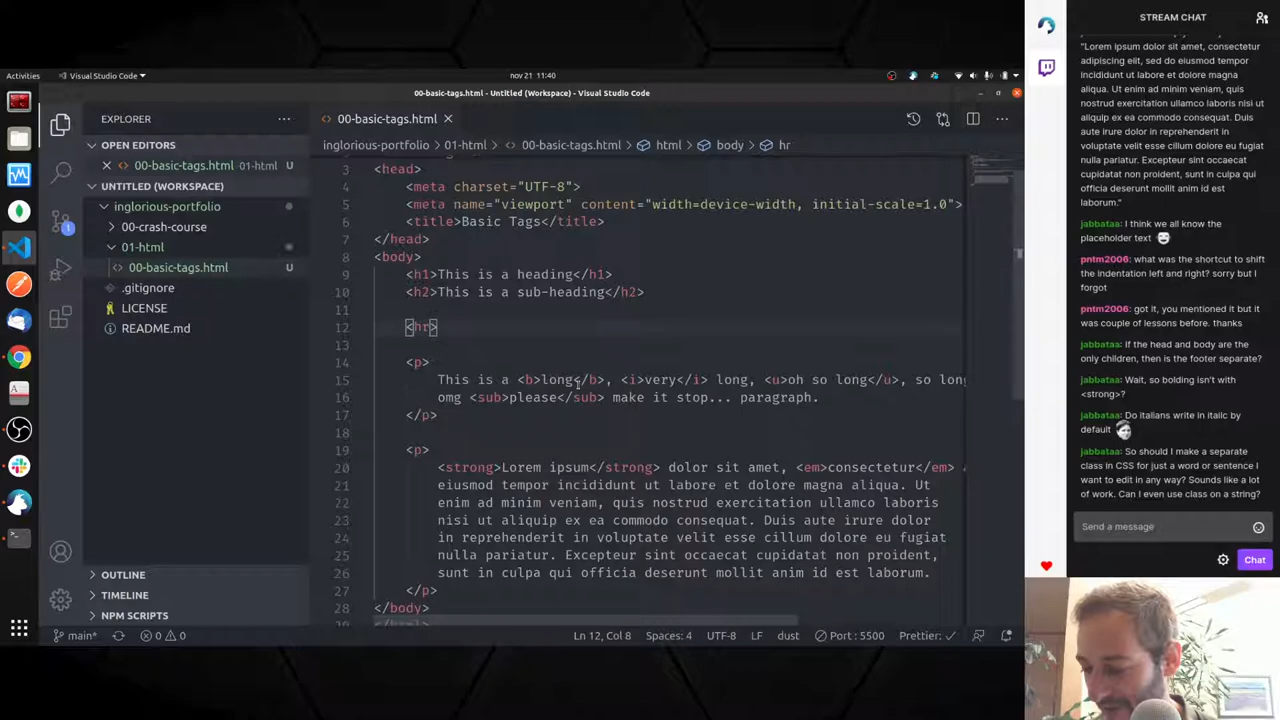 Activities
Visual Studio Code
nov 21 11:40
00-basic-tags.html - Untitled (Workspace) - Visual Studio Code
EXPLORER
OPEN EDITORS
00-basic-tags.html 01-html U
UNTITLED (WORKSPACE)
inglorious-portfolio
00-crash-course
01-html
00-basic-tags.html U
.gitignore
LICENSE
README.md
OUTLINE
TIMELINE
NPM SCRIPTS
00-basic-tags.html
inglorious-portfolio > 01-html > 00-basic-tags.html > html > body > hr
3 <head>
4 <meta charset="UTF-8">
5 <meta name="viewport" content="width=device-width, initial-scale=1.0">
6 <title>Basic Tags</title>
7 </head>
8 <body>
9 <h1>This is a heading</h1>
10 <h2>This is a sub-heading</h2>
11
12 <hr>
13
14 <p>
15 This is a <b>long</b>, <i>very</i> long, <u>oh so long</u>, so long
16 omg <sub>please</sub> make it stop... paragraph.
17 </p>
18
19 <p>
20 <strong>Lorem ipsum</strong> dolor sit amet, <em>consectetur</em>
21 eiusmod tempor incididunt ut labore et dolore magna aliqua. Ut
22 enim ad minim veniam, quis nostrud exercitation ullamco laboris
23 nisi ut aliquip ex ea commodo consequat. Duis aute irure dolor
24 in reprehenderit in voluptate velit esse cillum dolore eu fugiat
25 nulla pariatur. Excepteur sint occaecat cupidatat non proident,
26 sunt in culpa qui officia deserunt mollit anim id est laborum.
27 </p>
28 </body>
main* 0 0
Ln 12, Col 8 Spaces: 4 UTF-8 LF dust Port : 5500 Prettier: ✓
STREAM CHAT
"Lorem ipsum dolor sit amet, consectetur
adipiscing elit, sed do eiusmod tempor
incididunt ut labore et dolore magna
aliqua. Ut enim ad minim veniam, quis
nostrud exercitation ullamco laboris nisi
ut aliquip ex ea commodo consequat.
Duis aute irure dolor in reprehenderit in
voluptate velit esse cillum dolore eu
fugiat nulla pariatur. Excepteur sint
occaecat cupidatat non proident, sunt in
culpa qui officia deserunt mollit anim id
est laborum."
jabbataa: I think we all know the
placeholder text
pntm2006: what was the shortcut to
shift the indentation left and right? sorry but I
forgot
pntm2006: got it, you mentioned it but it
was couple of lessons before. thanks
jabbataa: If the head and body are the
only children, then is the footer separate?
jabbataa: Wait, so bolding isn't with
<strong>?
jabbataa: Do italians write in italc by
default
jabbataa: So should I make a separate
class in CSS for just a word or sentence I
want to edit in any way? Sounds like a lot
of work. Can I even use class on a string?
Send a message
Chat